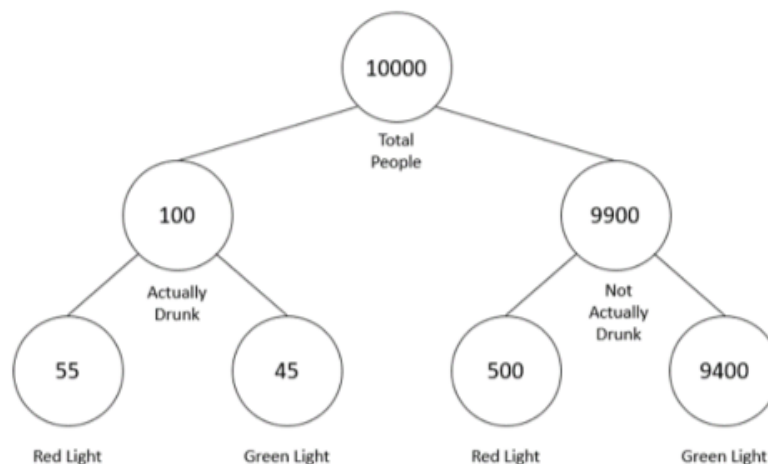 10000
Total
People
100
9900
Actually
Drunk
Not
Actually
Drunk
55
45
500
9400
Red Light
Green Light
Red Light
Green Light